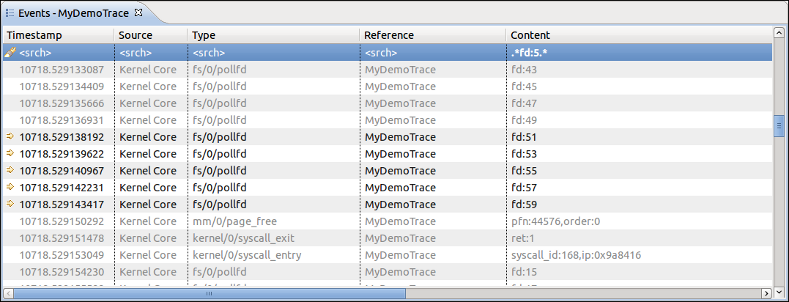 Events - MyDemoTrace
Timestamp Source Type Reference Content
<srch> <srch> <srch> <srch> .*fd:5.*
10718.529133087 Kernel Core fs/0/pollfd MyDemoTrace fd:43
10718.529134409 Kernel Core fs/0/pollfd MyDemoTrace fd:45
10718.529135666 Kernel Core fs/0/pollfd MyDemoTrace fd:47
10718.529136931 Kernel Core fs/0/pollfd MyDemoTrace fd:49
10718.529138192 Kernel Core fs/0/pollfd MyDemoTrace fd:51
10718.529139622 Kernel Core fs/0/pollfd MyDemoTrace fd:53
10718.529140967 Kernel Core fs/0/pollfd MyDemoTrace fd:55
10718.529142231 Kernel Core fs/0/pollfd MyDemoTrace fd:57
10718.529143417 Kernel Core fs/0/pollfd MyDemoTrace fd:59
10718.529150292 Kernel Core mm/0/page_free MyDemoTrace pfn:44576,order:0
10718.529151478 Kernel Core kernel/0/syscall_exit MyDemoTrace ret:1
10718.529153049 Kernel Core kernel/0/syscall_entry MyDemoTrace syscall_id:168,ip:0x9a8416
10718.529154230 Kernel Core fs/0/pollfd MyDemoTrace fd:15